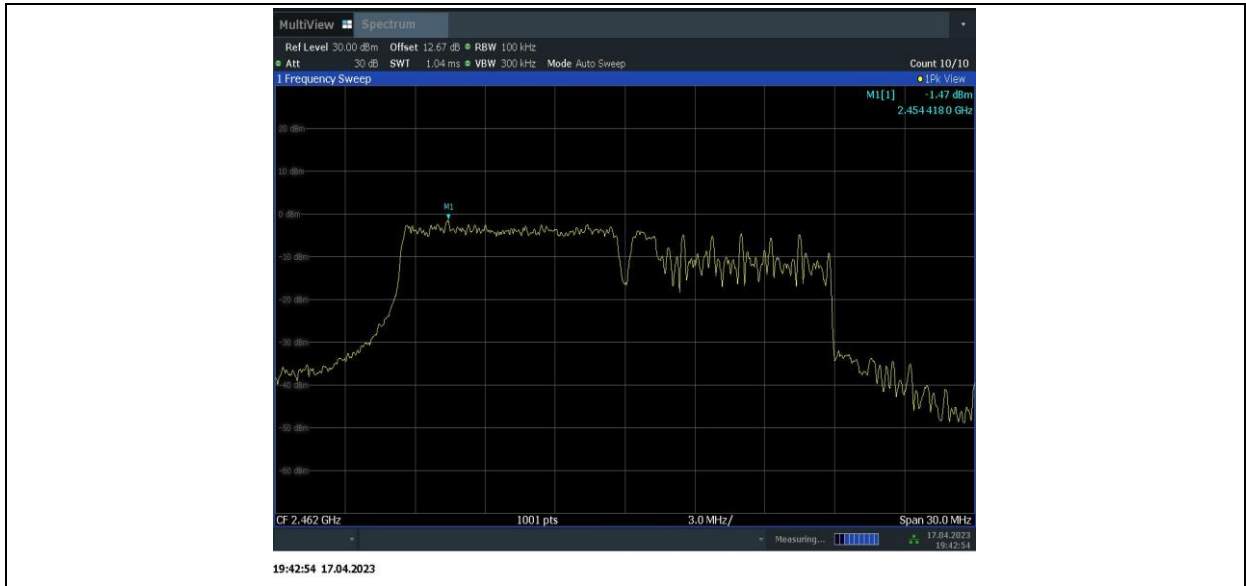 MultiView Spectrum
Ref Level 30.00 dBm Offset 12.67 dB RBW 100 kHz
Att 30 dB SWT 1.04 ms VBW 300 kHz Mode Auto Sweep Count 10/10
1 Frequency Sweep 1Pk View
M1[1] -1.47 dBm
2.454 418 0 GHz
20 dBm
10 dBm
M1
0 dBm
-10 dBm
-20 dBm
-30 dBm
-40 dBm
-50 dBm
-60 dBm
CF 2.462 GHz 1001 pts 3.0 MHz/ Span 30.0 MHz
Measuring... 17.04.2023
19:42:54
19:42:54 17.04.2023